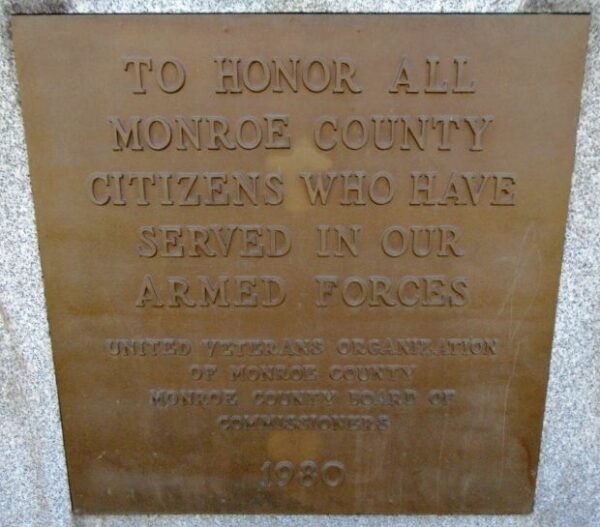 TO HONOR ALL
MONROE COUNTY
CITIZENS WHO HAVE
SERVED IN OUR
ARMED FORCES
UNITED VETERANS ORGANIZATION
OF MONROE COUNTY
MONROE COUNTY BOARD OF
COMMISSIONERS
1980